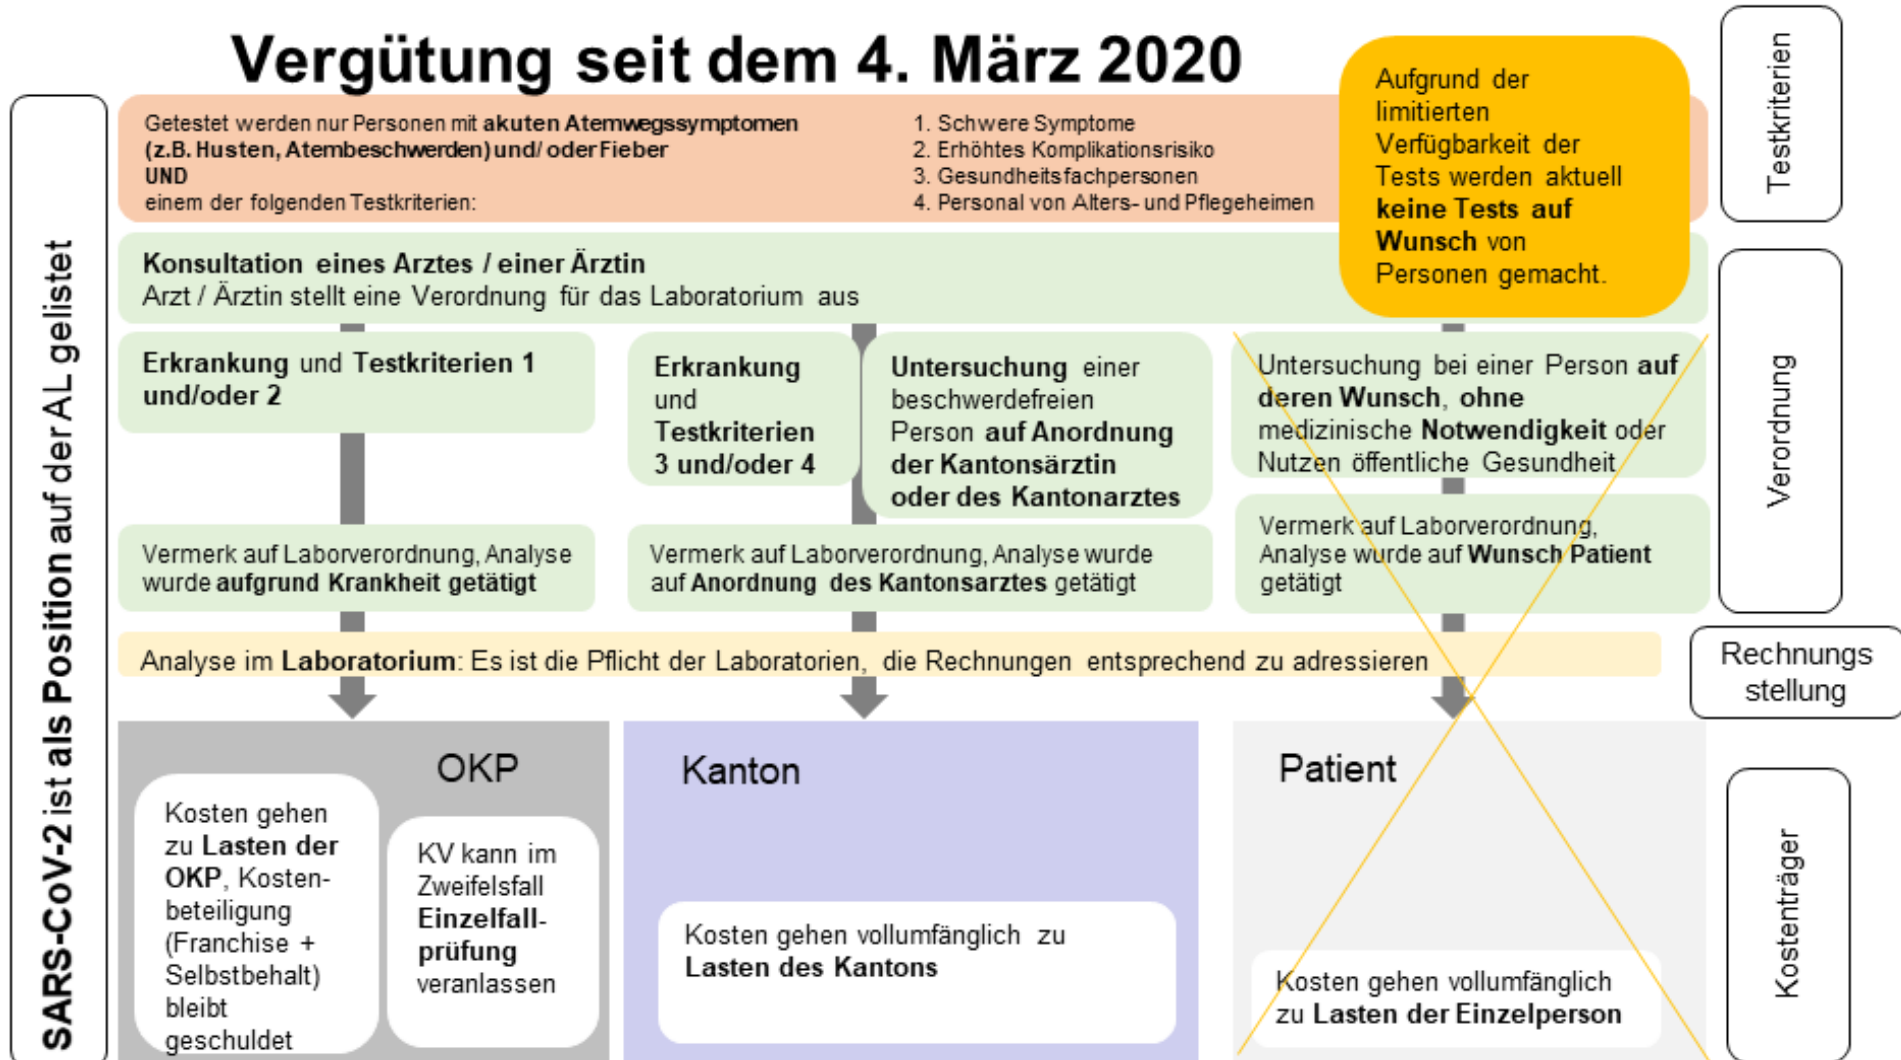 Vergütung seit dem 4. März 2020
SARS-CoV-2 ist als Position auf der AL gelistet
Getestet werden nur Personen mit akuten Atemwegssymptomen
(z.B. Husten, Atembeschwerden) und/ oder Fieber
UND
einem der folgenden Testkriterien:
1. Schwere Symptome
2. Erhöhtes Komplikationsrisiko
3. Gesundheitsfachpersonen
4. Personal von Alters- und Pflegeheimen
Aufgrund der
limitierten
Verfügbarkeit der
Tests werden aktuell
keine Tests auf
Wunsch von
Personen gemacht.
Testkriterien
Konsultation eines Arztes / einer Ärztin
Arzt / Ärztin stellt eine Verordnung für das Laboratorium aus
Erkrankung und Testkriterien 1
und/oder 2
Erkrankung
und
Testkriterien
3 und/oder 4
Untersuchung einer
beschwerdefreien
Person auf Anordnung
der Kantonsärztin
oder des Kantonarztes
Untersuchung bei einer Person auf
deren Wunsch, ohne
medizinische Notwendigkeit oder
Nutzen öffentliche Gesundheit
Verordnung
Vermerk auf Laborverordnung, Analyse
wurde aufgrund Krankheit getätigt
Vermerk auf Laborverordnung, Analyse wurde
auf Anordnung des Kantonsarztes getätigt
Vermerk auf Laborverordnung,
Analyse wurde auf Wunsch Patient
getätigt
Analyse im Laboratorium: Es ist die Pflicht der Laboratorien, die Rechnungen entsprechend zu adressieren
Rechnungs
stellung
OKP
Kosten gehen
zu Lasten der
OKP, Kosten-
beteiligung
(Franchise +
Selbstbehalt)
bleibt
geschuldet
KV kann im
Zweifelsfall
Einzelfall-
prüfung
veranlassen
Kanton
Kosten gehen vollumfänglich zu
Lasten des Kantons
Patient
Kosten gehen vollumfänglich
zu Lasten der Einzelperson
Kostenträger